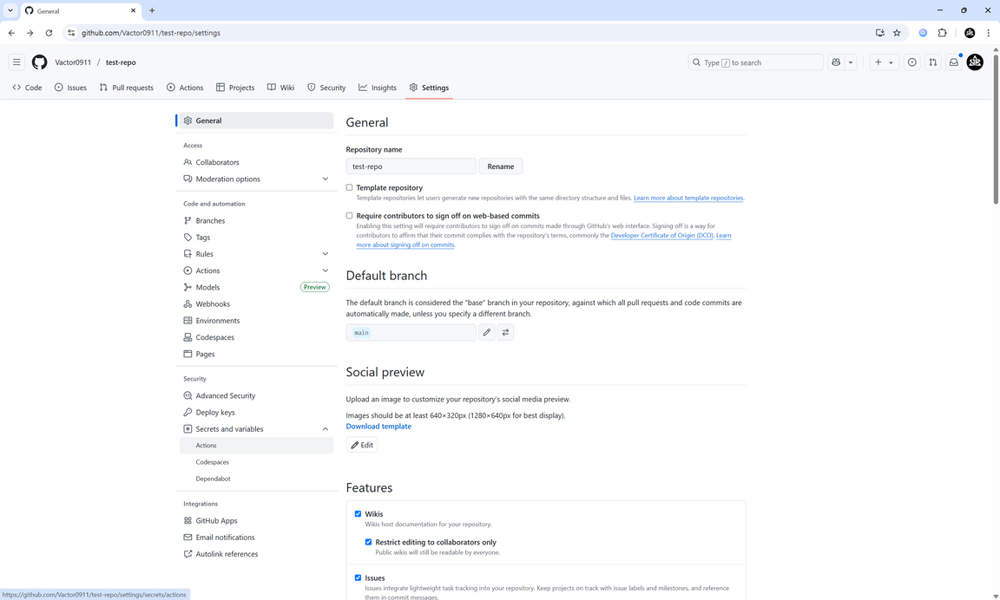 General
github.com/Vactor0911/test-repo/settings
Vactor0911 / test-repo
Type / to search
Code
Issues
Pull requests
Actions
Projects
Wiki
Security
Insights
Settings
General
Access
Collaborators
Moderation options
Code and automation
Branches
Tags
Rules
Actions
Models
Preview
Webhooks
Environments
Codespaces
Pages
Security
Advanced Security
Deploy keys
Secrets and variables
Actions
Codespaces
Dependabot
Integrations
GitHub Apps
Email notifications
Autolink references
General
Repository name
test-repo
Rename
Template repository
Template repositories let users generate new repositories with the same directory structure and files. Learn more about template repositories.
Require contributors to sign off on web-based commits
Enabling this setting will require contributors to sign off on commits made through GitHub's web interface. Signing off is a way for
contributors to affirm that their commit complies with the repository's terms, commonly the Developer Certificate of Origin (DCO). Learn
more about signing off on commits.
Default branch
The default branch is considered the "base" branch in your repository, against which all pull requests and code commits are
automatically made, unless you specify a different branch.
main
Social preview
Upload an image to customize your repository's social media preview.
Images should be at least 640×320px (1280×640px for best display).
Download template
Edit
Features
Wikis
Wikis host documentation for your repository.
Restrict editing to collaborators only
Public wikis will still be readable by everyone.
Issues
Issues integrate lightweight task tracking into your repository. Keep projects on track with issue labels and milestones, and reference
them in commit messages.
https://github.com/Vactor0911/test-repo/settings/secrets/actions